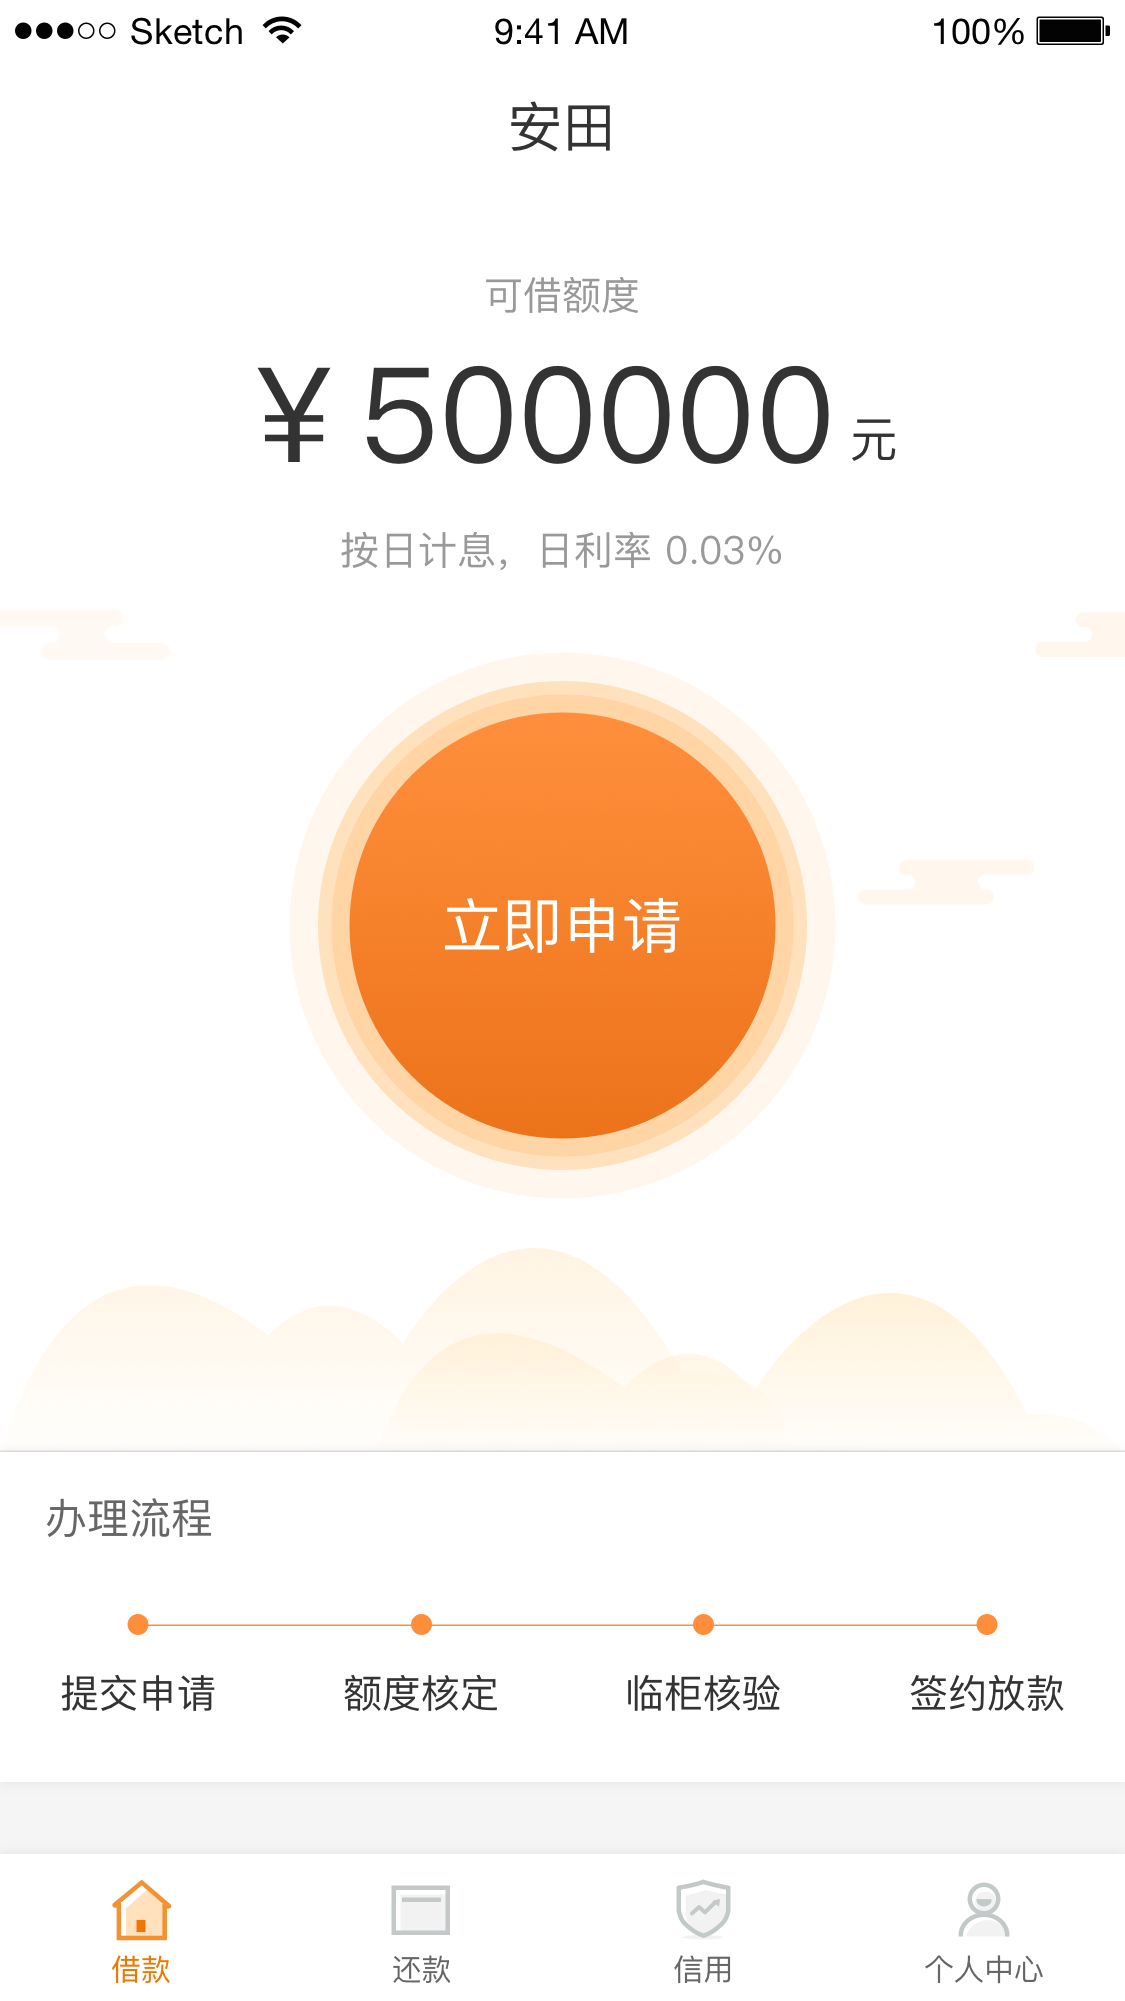 Sketch 9:41 AM 100%
安田
可借额度
¥ 500000 元
按日计息，日利率 0.03%
立即申请
办理流程
提交申请 额度核定 临柜核验 签约放款
借款 还款 信用 个人中心